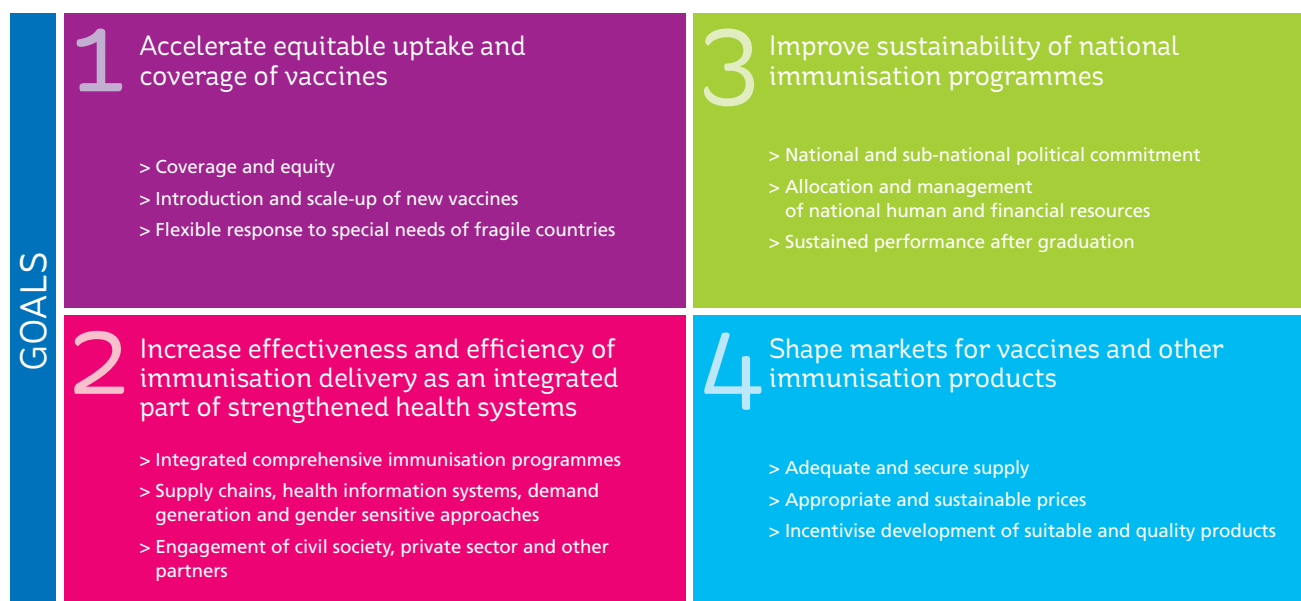 GOALS
1
Accelerate equitable uptake and
coverage of vaccines
> Coverage and equity
> Introduction and scale-up of new vaccines
> Flexible response to special needs of fragile countries
2
Increase effectiveness and efficiency of
immunisation delivery as an integrated
part of strengthened health systems
> Integrated comprehensive immunisation programmes
> Supply chains, health information systems, demand
generation and gender sensitive approaches
> Engagement of civil society, private sector and other
partners
3
Improve sustainability of national
immunisation programmes
> National and sub-national political commitment
> Allocation and management
of national human and financial resources
> Sustained performance after graduation
4
Shape markets for vaccines and other
immunisation products
> Adequate and secure supply
> Appropriate and sustainable prices
> Incentivise development of suitable and quality products